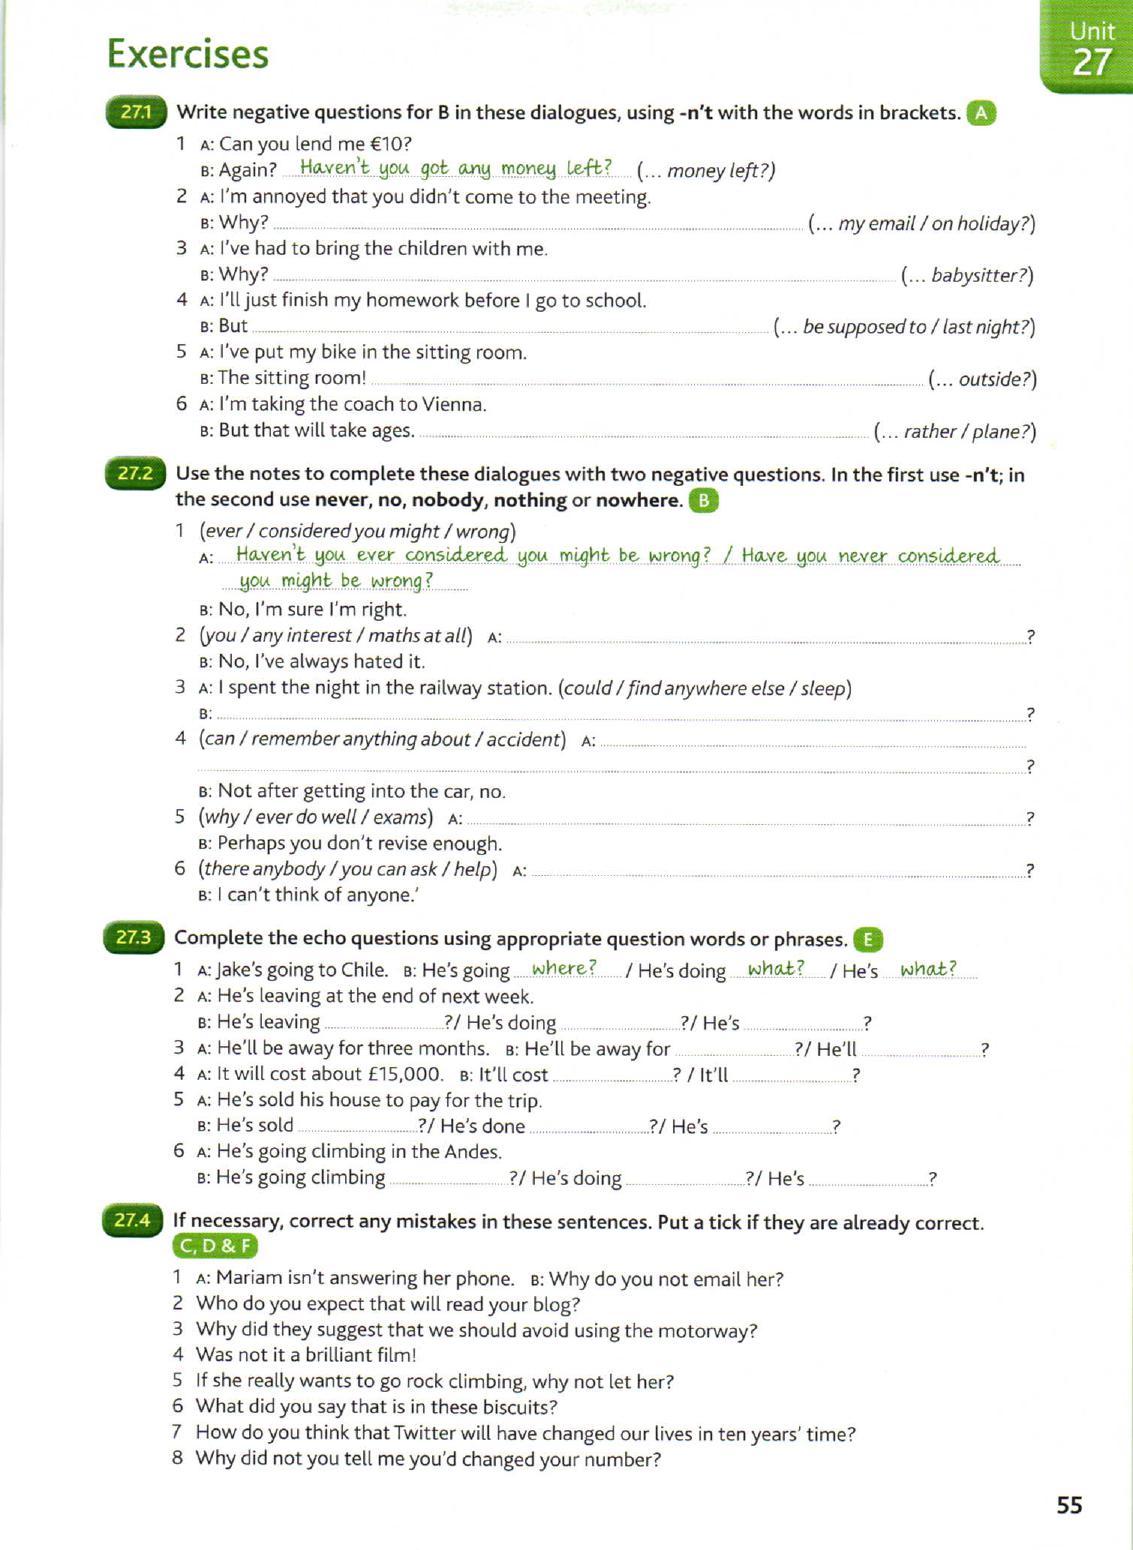 Exercises
Unit
27
27.1 Write negative questions for B in these dialogues, using -n't with the words in brackets. A
1 A: Can you lend me €10?
B: Again? Haven't you got any money left? (... money left?)
2 A: I'm annoyed that you didn't come to the meeting.
B: Why? (... my email / on holiday?)
3 A: I've had to bring the children with me.
B: Why? (... babysitter?)
4 A: I'll just finish my homework before I go to school.
B: But (... be supposed to / last night?)
5 A: I've put my bike in the sitting room.
B: The sitting room! (... outside?)
6 A: I'm taking the coach to Vienna.
B: But that will take ages. (... rather / plane?)
27.2 Use the notes to complete these dialogues with two negative questions. In the first use -n't; in
the second use never, no, nobody, nothing or nowhere. B
1 (ever / considered you might / wrong)
A: Haven't you ever considered you might be wrong? / Have you never considered
you might be wrong?
B: No, I'm sure I'm right.
2 (you / any interest / maths at all) A: ?
B: No, I've always hated it.
3 A: I spent the night in the railway station. (could / find anywhere else / sleep)
B: ?
4 (can / remember anything about / accident) A:
?
B: Not after getting into the car, no.
5 (why / ever do well / exams) A: ?
B: Perhaps you don't revise enough.
6 (there anybody / you can ask / help) A: ?
B: I can't think of anyone.'
27.3 Complete the echo questions using appropriate question words or phrases. E
1 A: Jake's going to Chile. B: He's going where? / He's doing what? / He's what?
2 A: He's leaving at the end of next week.
B: He's leaving ?/ He's doing ?/ He's ?
3 A: He'll be away for three months. B: He'll be away for ?/ He'll ?
4 A: It will cost about £15,000. B: It'll cost ? / It'll ?
5 A: He's sold his house to pay for the trip.
B: He's sold ?/ He's done ?/ He's ?
6 A: He's going climbing in the Andes.
B: He's going climbing ?/ He's doing ?/ He's ?
27.4 If necessary, correct any mistakes in these sentences. Put a tick if they are already correct.
C, D & F
1 A: Mariam isn't answering her phone. B: Why do you not email her?
2 Who do you expect that will read your blog?
3 Why did they suggest that we should avoid using the motorway?
4 Was not it a brilliant film!
5 If she really wants to go rock climbing, why not let her?
6 What did you say that is in these biscuits?
7 How do you think that Twitter will have changed our lives in ten years' time?
8 Why did not you tell me you'd changed your number?
55